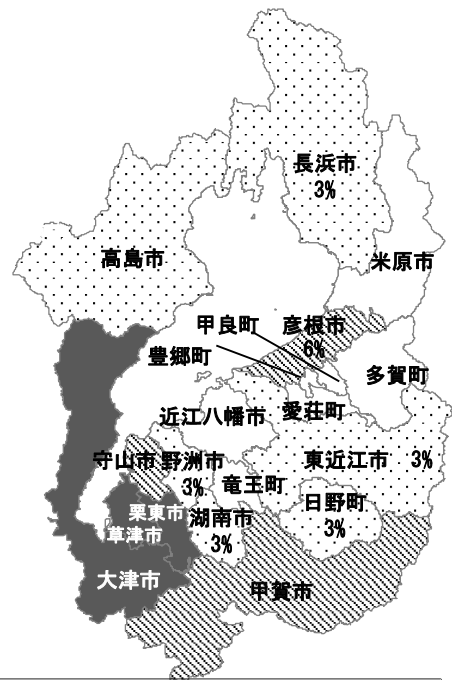 長浜市
3%
高島市
米原市
甲良町
彦根市
6%
豊郷町
多賀町
近江八幡市
愛荘町
守山市
野洲市
3%
東近江市 3%
竜王町
日野町
3%
栗東市
湖南市
3%
草津市
大津市
甲賀市